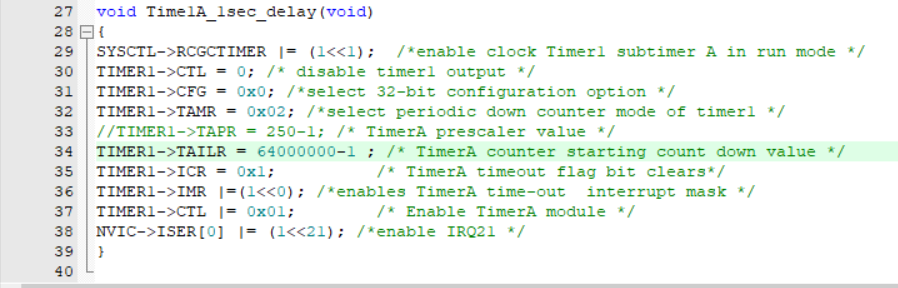 27 void Time1A_1sec_delay(void)
28 {
29 SYSCTL->RCGCTIMER |= (1<<1);  /*enable clock Timer1 subtimer A in run mode */
30 TIMER1->CTL = 0; /* disable timer1 output */
31 TIMER1->CFG = 0x0; /*select 32-bit configuration option */
32 TIMER1->TAMR = 0x02; /*select periodic down counter mode of timer1 */
33 //TIMER1->TAPR = 250-1; /* TimerA prescaler value */
34 TIMER1->TAILR = 64000000-1 ; /* TimerA counter starting count down value */
35 TIMER1->ICR = 0x1;          /* TimerA timeout flag bit clears*/
36 TIMER1->IMR |=(1<<0); /*enables TimerA time-out  interrupt mask */
37 TIMER1->CTL |= 0x01;        /* Enable TimerA module */
38 NVIC->ISER[0] |= (1<<21); /*enable IRQ21 */
39 }
40